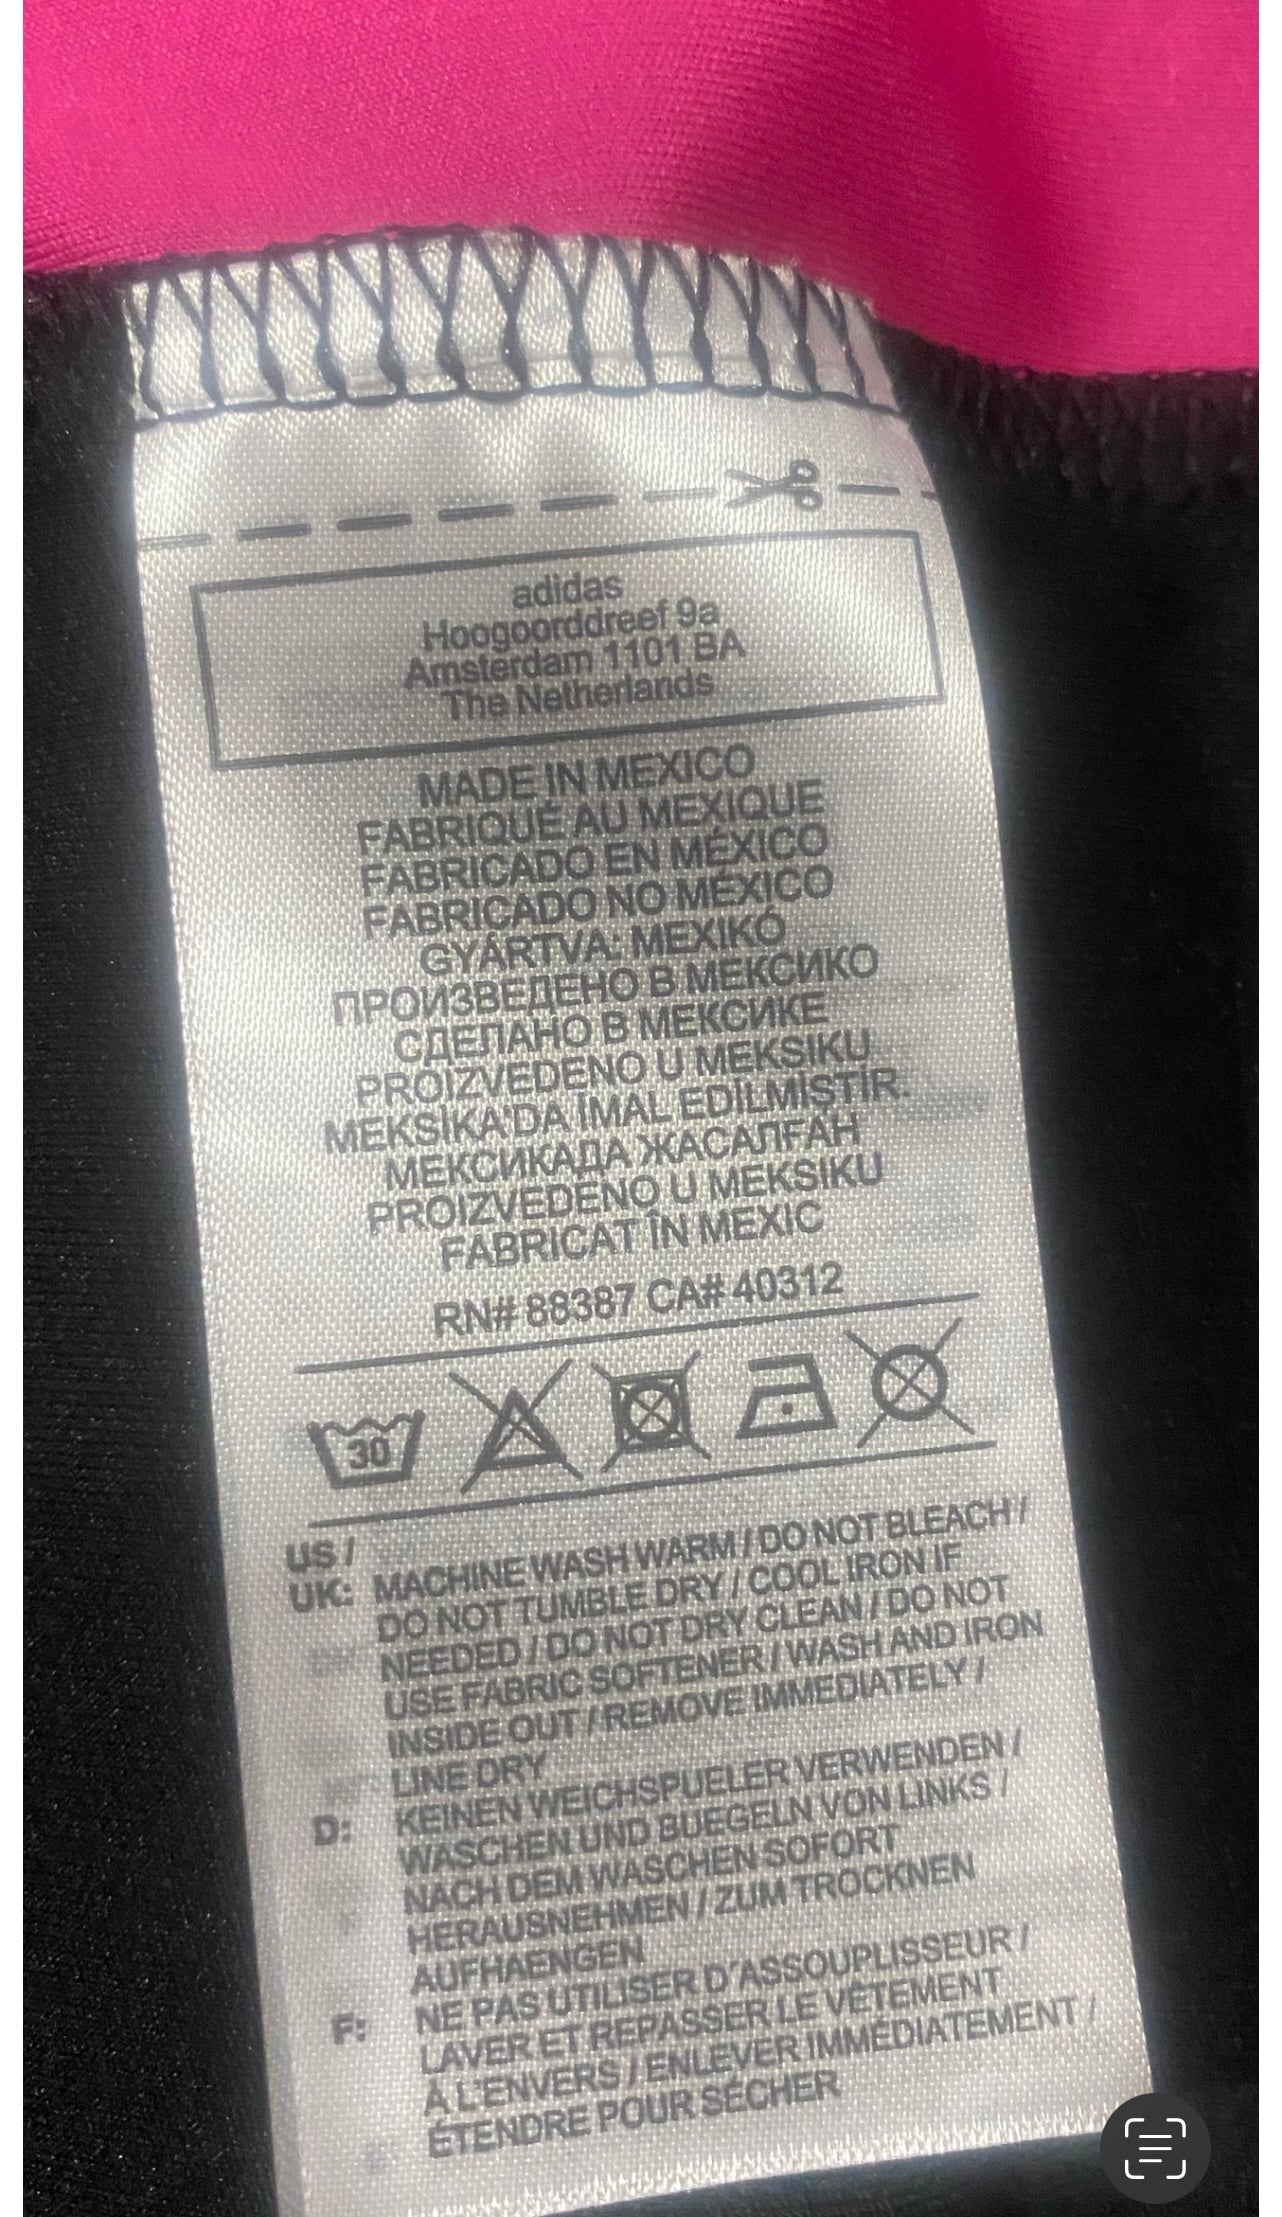 adidas
Hoogoorddreef 9a
Amsterdam 1101 BA
The Netherlands
MADE IN MEXICO
FABRIQUÉ AU MEXIQUE
FABRICADO EN MÉXICO
FABRICADO NO MÉXICO
GYÁRTVA: MEXIKÓ
ПРОИЗВЕДЕНО В МЕКСИКО
СДЕЛАНО В МЕКСИКЕ
PROIZVEDENO U MEKSIKU
MEKSİKA'DA İMAL EDİLMİŞTİR.
МЕКСИКАДА ЖАСАЛҒАН
PROIZVEDENO U MEKSIKU
FABRICAT ÎN MEXIC
RN# 88387 CA# 40312
30
US /
UK: MACHINE WASH WARM / DO NOT BLEACH /
DO NOT TUMBLE DRY / COOL IRON IF
NEEDED / DO NOT DRY CLEAN / DO NOT
USE FABRIC SOFTENER / WASH AND IRON
INSIDE OUT / REMOVE IMMEDIATELY /
LINE DRY
D: KEINEN WEICHSPUELER VERWENDEN /
WASCHEN UND BUEGELN VON LINKS /
NACH DEM WASCHEN SOFORT
HERAUSNEHMEN / ZUM TROCKNEN
AUFHAENGEN
F: NE PAS UTILISER D'ASSOUPLISSEUR /
LAVER ET REPASSER LE VÊTEMENT
À L'ENVERS / ENLEVER IMMÉDIATEMENT /
ÉTENDRE POUR SÉCHER